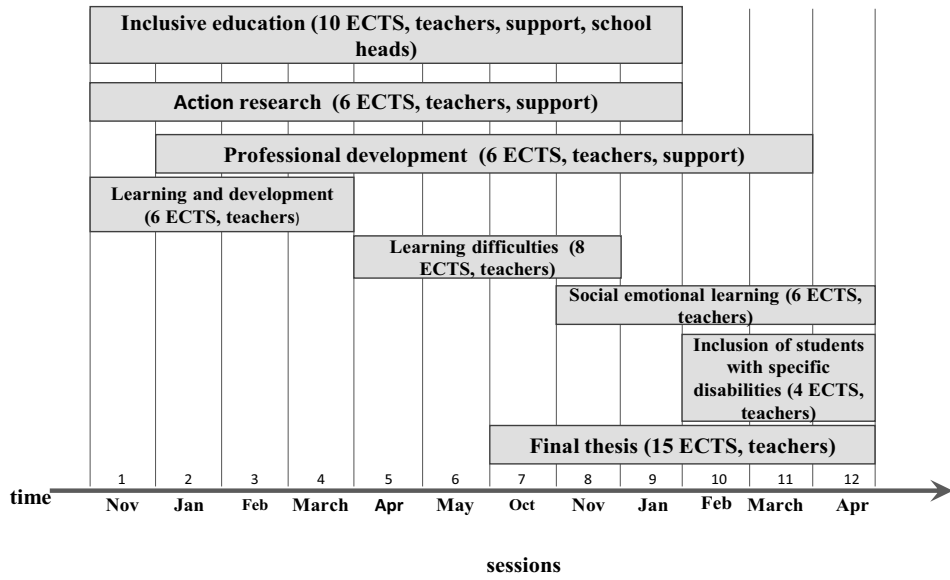 Inclusive education (10 ECTS, teachers, support, school
heads)
Action research (6 ECTS, teachers, support)
Professional development (6 ECTS, teachers, support)
Learning and development
(6 ECTS, teachers)
Learning difficulties (8
ECTS, teachers)
Social emotional learning (6 ECTS,
teachers)
Inclusion of students
with specific
disabilities (4 ECTS,
teachers)
Final thesis (15 ECTS, teachers)
1 2 3 4 5 6 7 8 9 10 11 12
time
Nov Jan Feb March Apr May Oct Nov Jan Feb March Apr
sessions